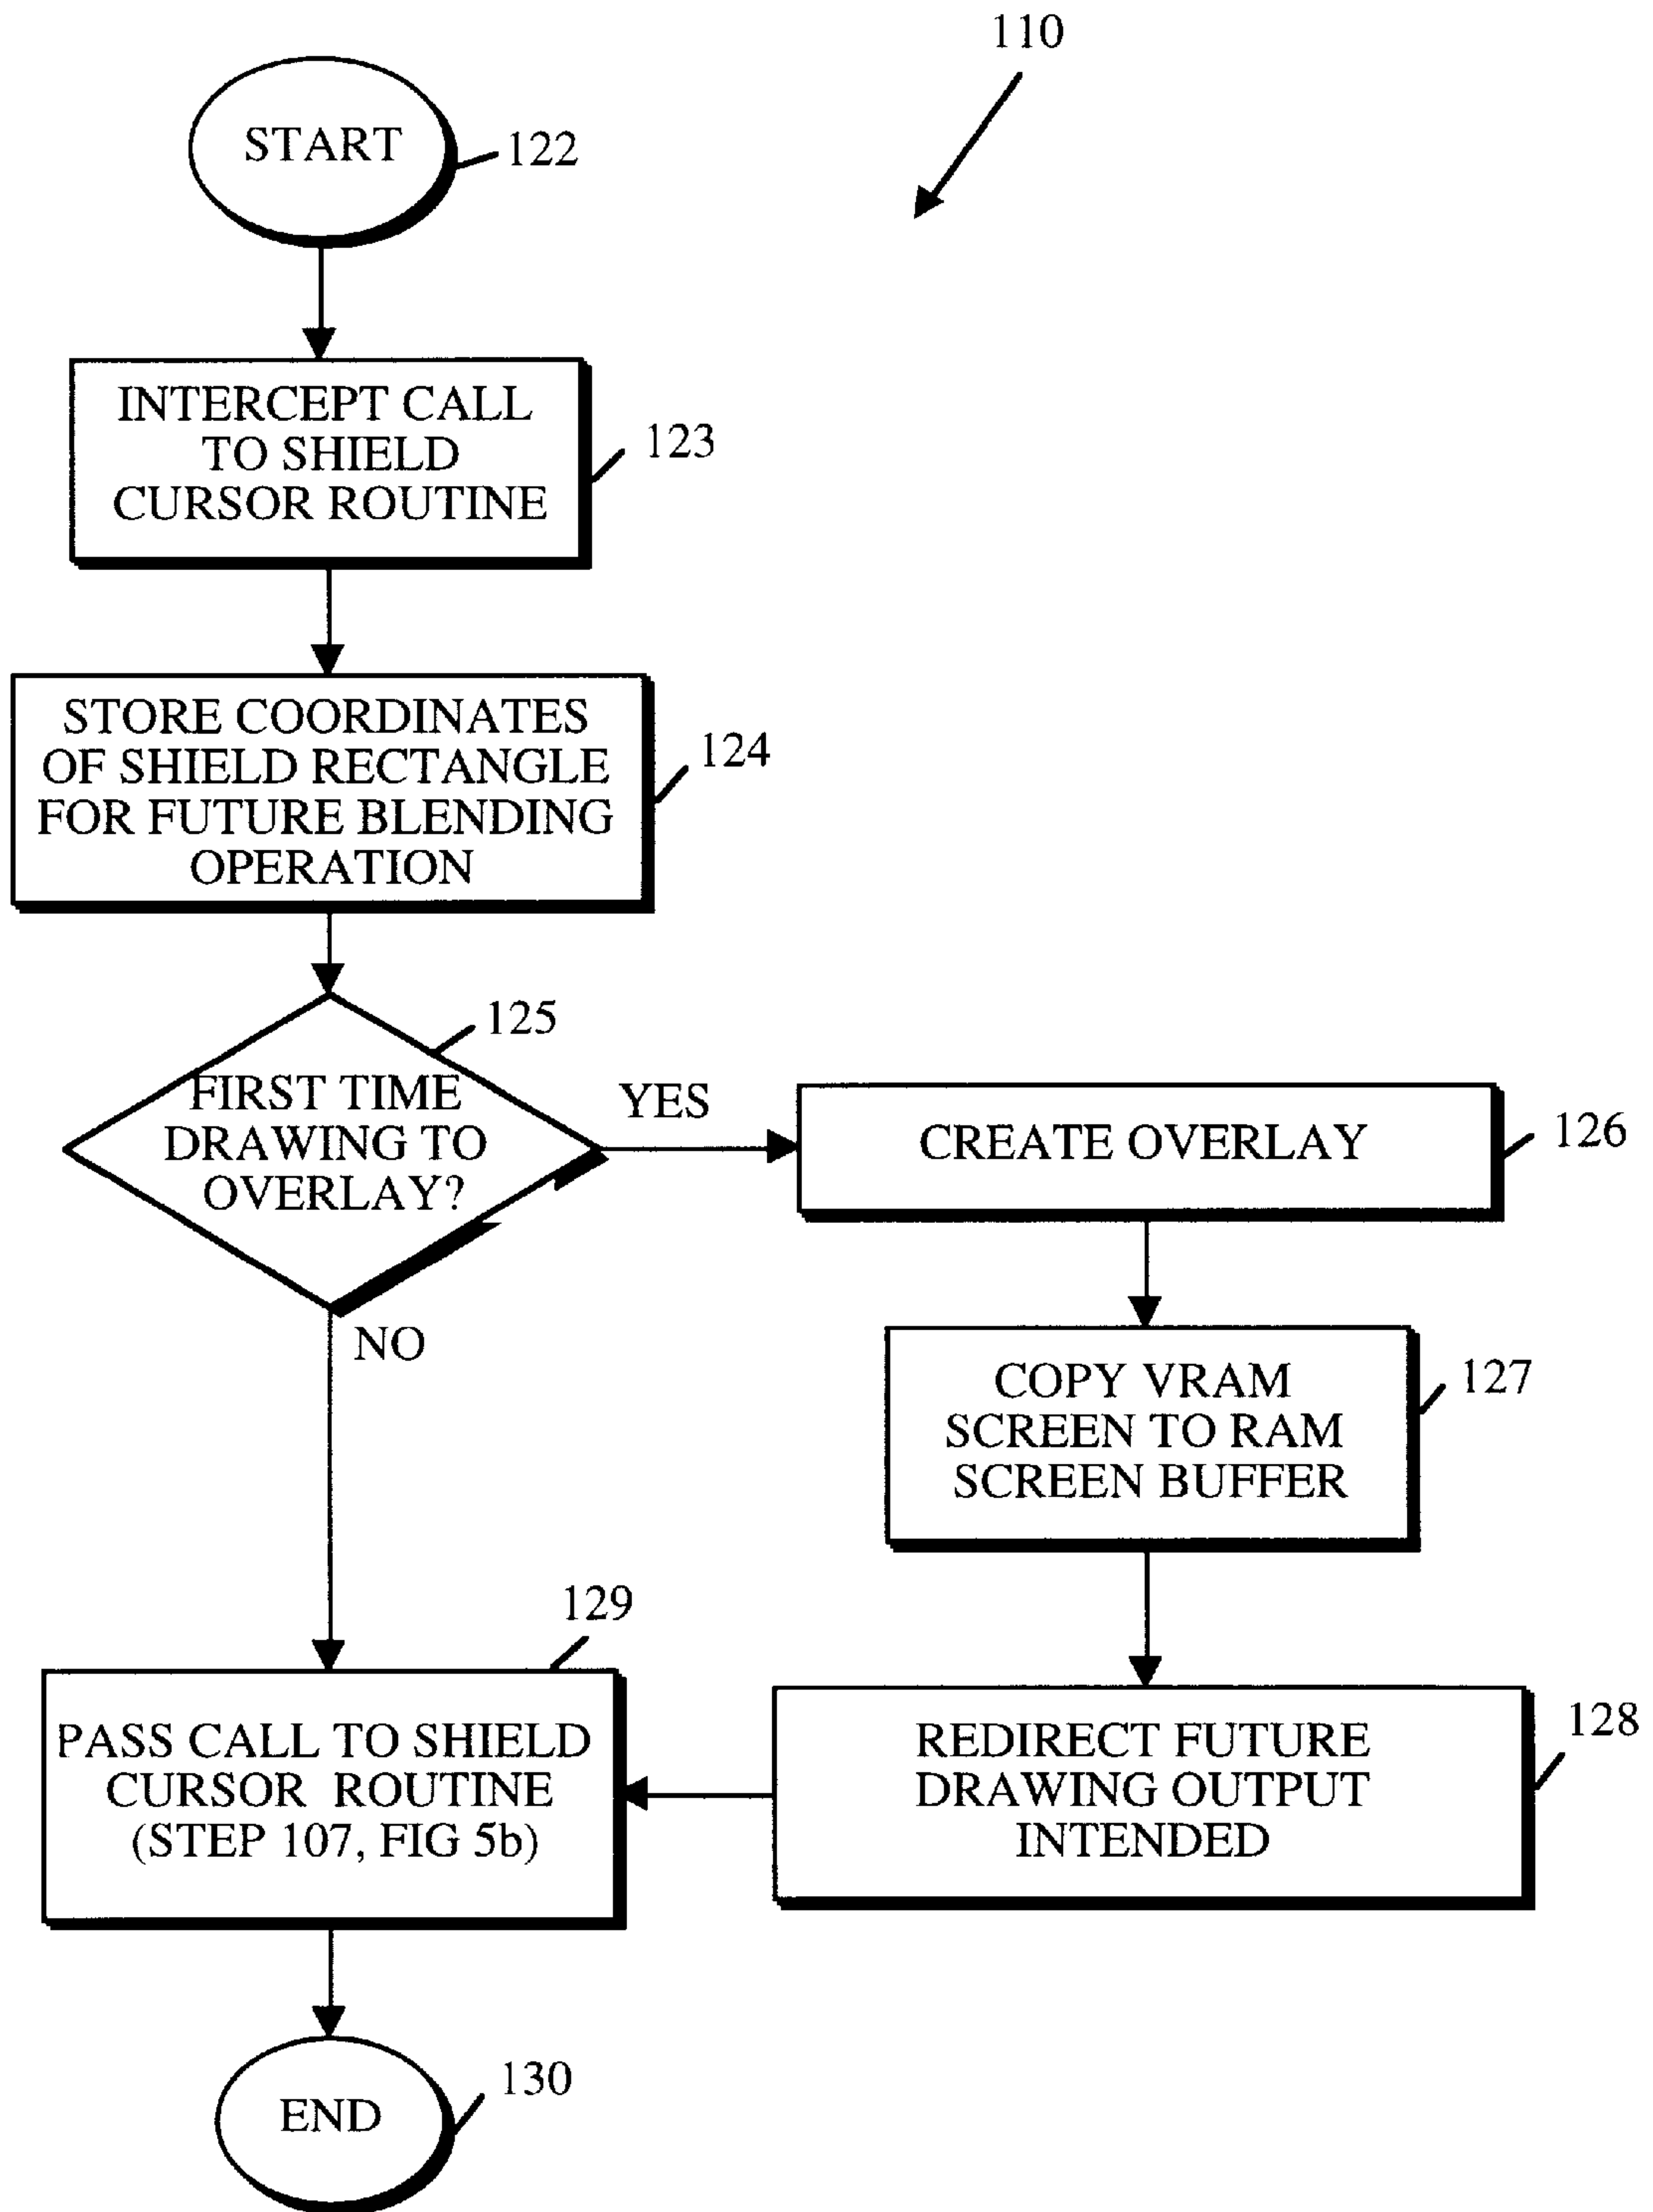 110
START
122
INTERCEPT CALL
TO SHIELD
CURSOR ROUTINE
123
STORE COORDINATES
OF SHIELD RECTANGLE
FOR FUTURE BLENDING
OPERATION
124
125
FIRST TIME
DRAWING TO
OVERLAY?
YES
NO
CREATE OVERLAY
126
COPY VRAM
SCREEN TO RAM
SCREEN BUFFER
127
129
PASS CALL TO SHIELD
CURSOR ROUTINE
(STEP 107, FIG 5b)
REDIRECT FUTURE
DRAWING OUTPUT
INTENDED
128
END
130